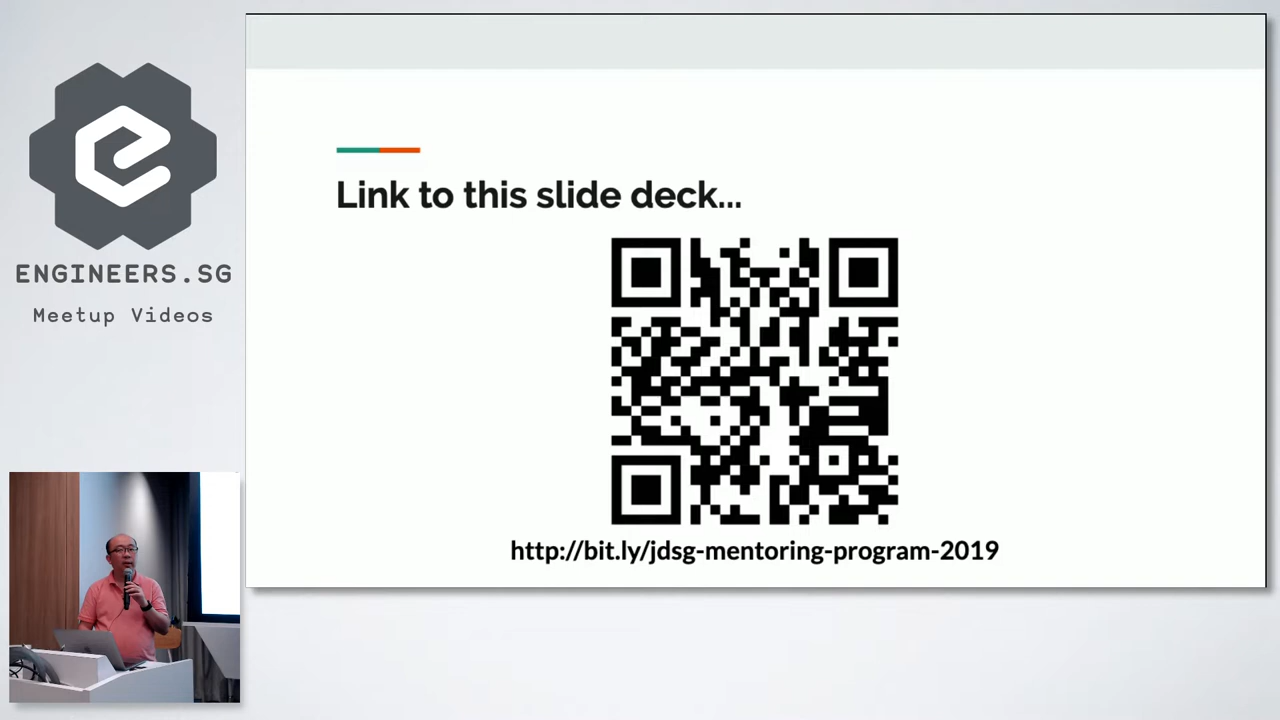 ENGINEERS.SG
Meetup Videos
Link to this slide deck...
http://bit.ly/jdsg-mentoring-program-2019